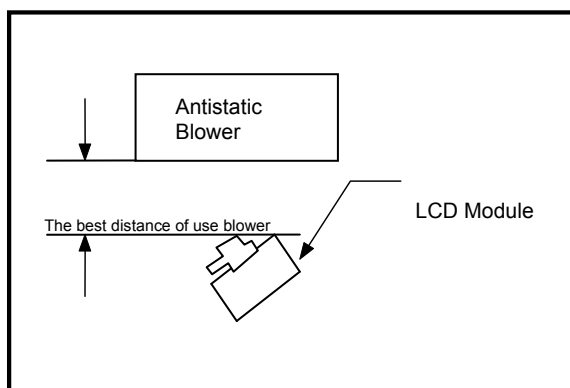 Antistatic
Blower
The best distance of use blower
LCD Module